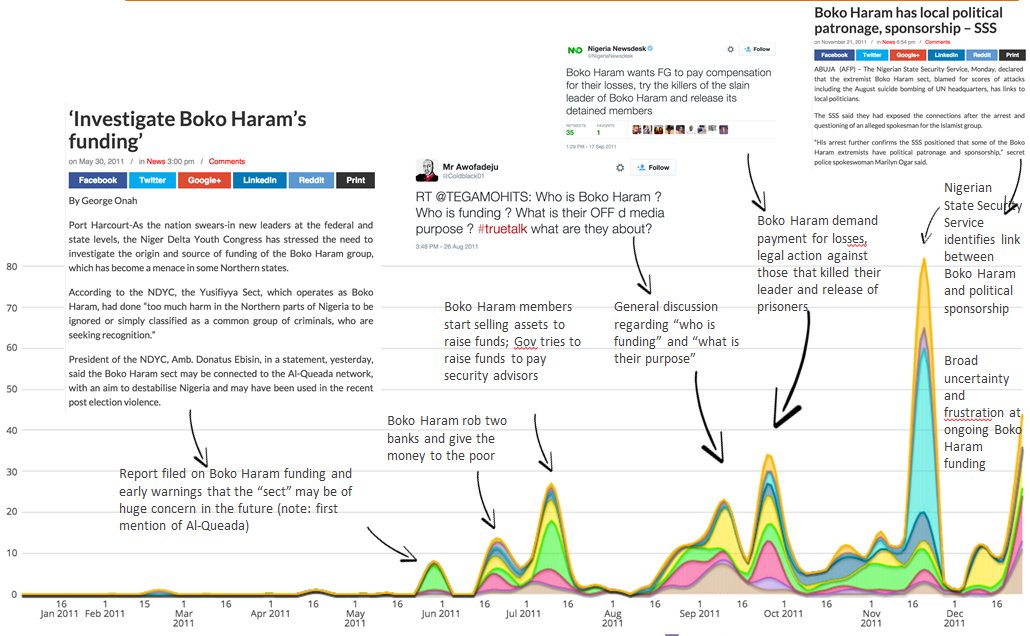 Boko Haram has local political
patronage, sponsorship – SSS
on November 21, 2011 / in News 6:54 pm / Comments
Facebook Twitter Google+ LinkedIn Reddit Print
ABUJA (AFP) – The Nigerian State Security Service, Monday, declared
that the extremist Boko Haram sect, blamed for scores of attacks
including the August suicide bombing of UN headquarters, has links to
local politicians.
The SSS said they had exposed the connections after the arrest and
questioning of an alleged spokesman for the Islamist group.
“His arrest further confirms the SSS positioned that some of the Boko
Haram extremists have political patronage and sponsorship,” secret
police spokeswoman Marilyn Ogar said.
Nigeria Newsdesk
@NigeriaNewsdesk
Follow
Boko Haram wants FG to pay compensation
for their losses, try the killers of the slain
leader of Boko Haram and release its
detained members
RETWEETS FAVORITE
35 1
1:29 PM - 17 Sep 2011
‘Investigate Boko Haram’s
funding’
on May 30, 2011 / in News 3:00 pm / Comments
Facebook Twitter Google+ LinkedIn Reddit Print
By George Onah
Port Harcourt-As the nation swears-in new leaders at the federal and
state levels, the Niger Delta Youth Congress has stressed the need to
investigate the origin and source of funding of the Boko Haram group,
which has become a menace in some Northern states.
According to the NDYC, the Yusifiyya Sect, which operates as Boko
Haram, had done “too much harm in the Northern parts of Nigeria to be
ignored or simply classified as a common group of criminals, who are
seeking recognition.”
President of the NDYC, Amb. Donatus Ebisin, in a statement, yesterday,
said the Boko Haram sect may be connected to the Al-Queada network,
with an aim to destabilise Nigeria and may have been used in the recent
post election violence.
Mr Awofadeju
@Coldblack01
Follow
RT @TEGAMOHITS: Who is Boko Haram ?
Who is funding ? What is their OFF d media
purpose ? #truetalk what are they about?
3:48 PM - 26 Aug 2011
Nigerian
State Security
Service
identifies link
between
Boko Haram
and political
sponsorship
Boko Haram demand
payment for losses,
legal action against
those that killed their
leader and release of
prisoners
Boko Haram members
start selling assets to
raise funds; Gov tries to
raise funds to pay
security advisors
General discussion
regarding “who is
funding” and “what is
their purpose”
Broad
uncertainty
and
frustration at
ongoing Boko
Haram
funding
Boko Haram rob two
banks and give the
money to the poor
Report filed on Boko Haram funding and
early warnings that the “sect” may be of
huge concern in the future (note: first
mention of Al-Queada)
80
70
60
50
40
30
20
10
0
16 15 16 16 16 16 16 16 16 16 16 16
Jan 2011 Feb 2011 Mar 2011 Apr 2011 May 2011 Jun 2011 Jul 2011 Aug 2011 Sep 2011 Oct 2011 Nov 2011 Dec 2011